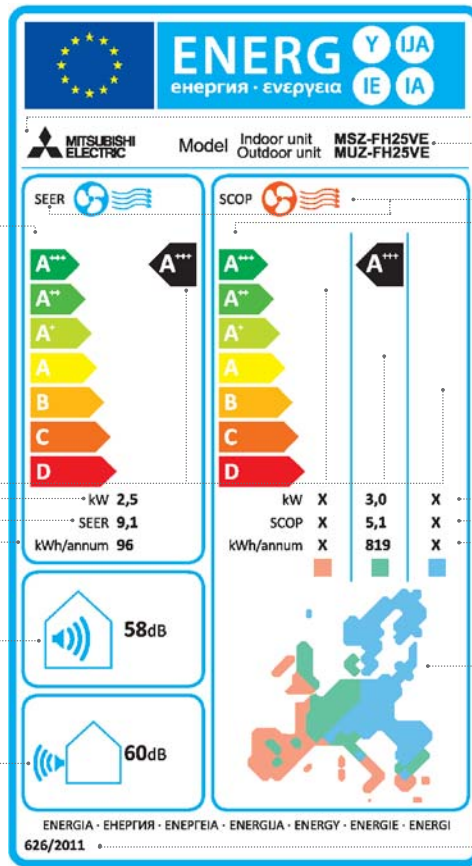 ENERG Y IJA
енергия · ενεργεια IE IA
MITSUBISHI ELECTRIC
Model Indoor unit MSZ-FH25VE
Outdoor unit MUZ-FH25VE
SEER
A+++ A+++
A++
A+
A
B
C
D
kW 2,5
SEER 9,1
kWh/annum 96
SCOP
A+++ A+++
A++
A+
A
B
C
D
kW X 3,0 X
SCOP X 5,1 X
kWh/annum X 819 X
58dB
60dB
ENERGIA · ЕНЕРГИЯ · ΕΝΕΡΓΕΙΑ · ENERGIJA · ENERGY · ENERGIE · ENERGI
626/2011